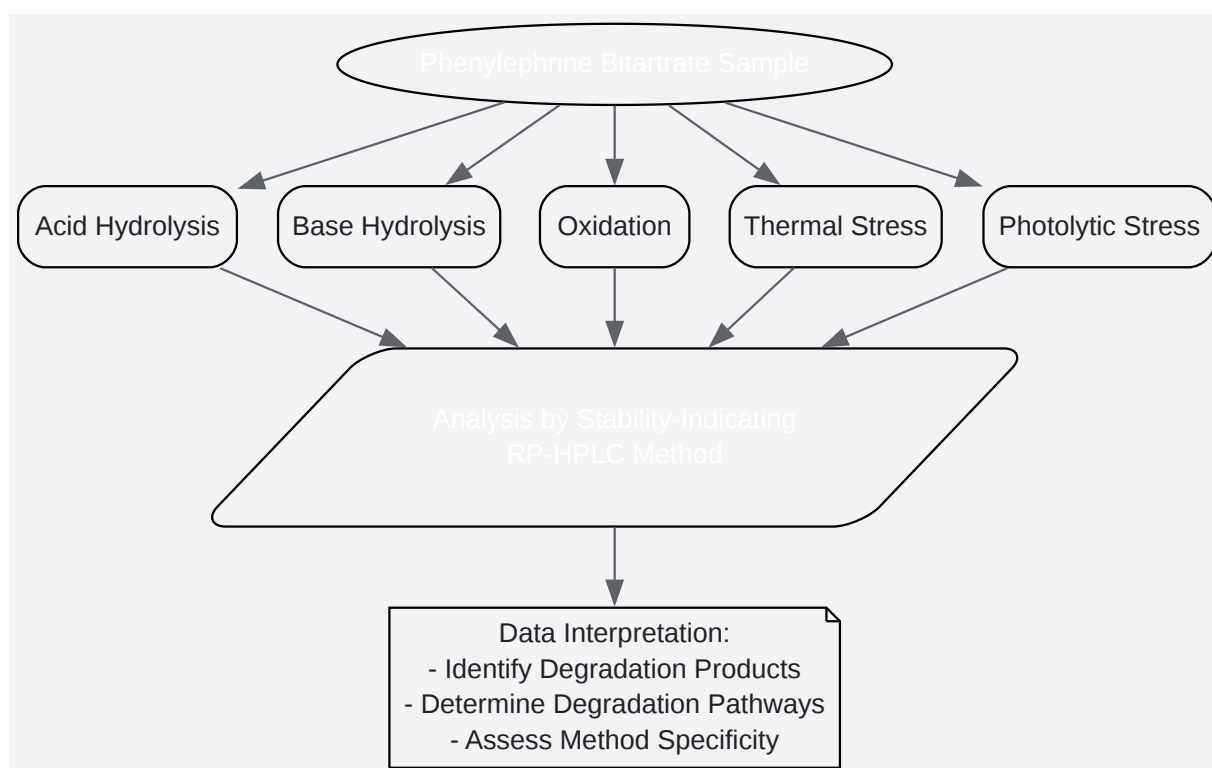 Phenylephrine Bitartrate Sample
Acid Hydrolysis
Base Hydrolysis
Oxidation
Thermal Stress
Photolytic Stress
Analysis by Stability-Indicating
RP-HPLC Method
Data Interpretation:
- Identify Degradation Products
- Determine Degradation Pathways
- Assess Method Specificity